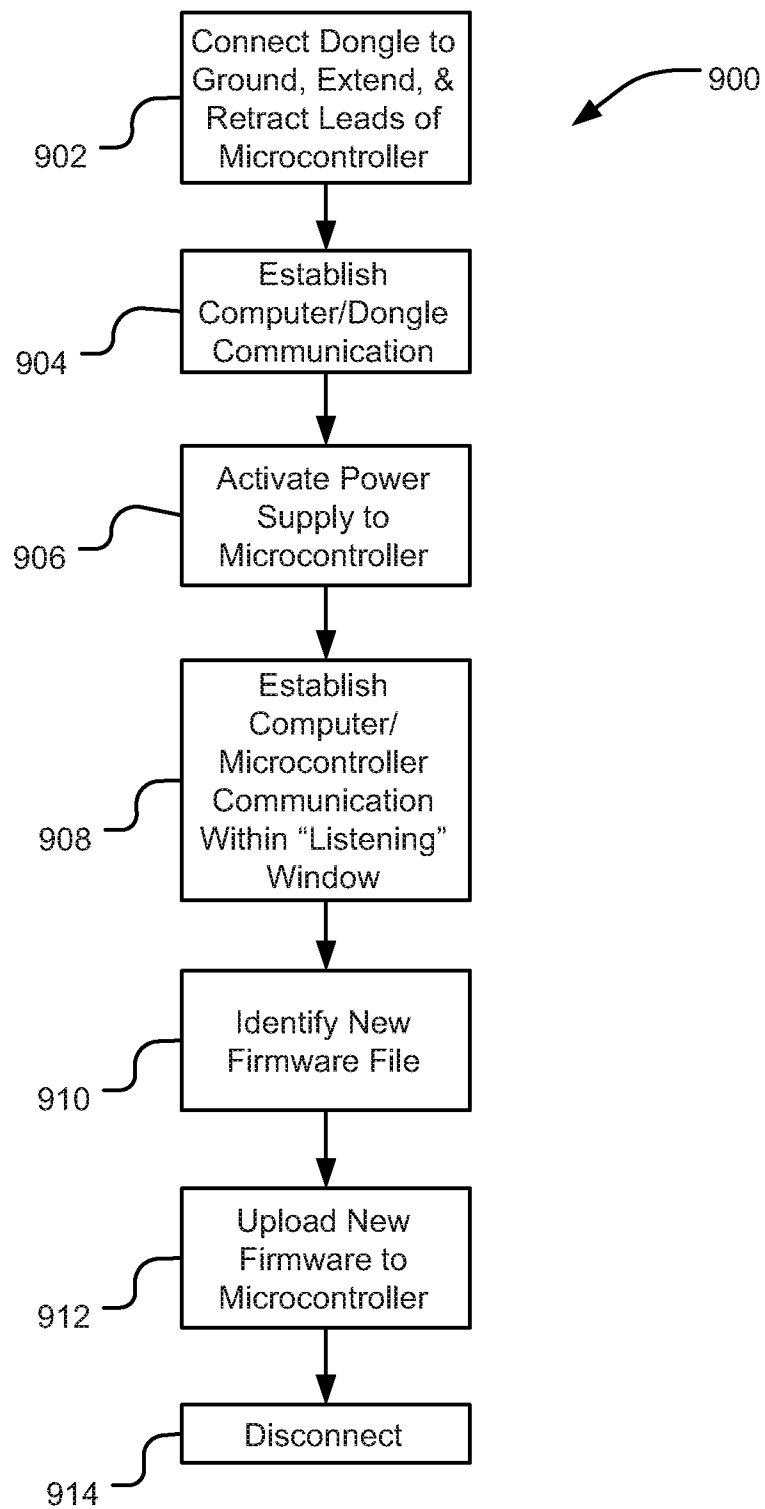 Connect Dongle to
Ground, Extend, &
Retract Leads of
Microcontroller
900
902
Establish
Computer/Dongle
Communication
904
Activate Power
Supply to
Microcontroller
906
Establish
Computer/
Microcontroller
Communication
Within “Listening”
Window
908
Identify New
Firmware File
910
Upload New
Firmware to
Microcontroller
912
Disconnect
914